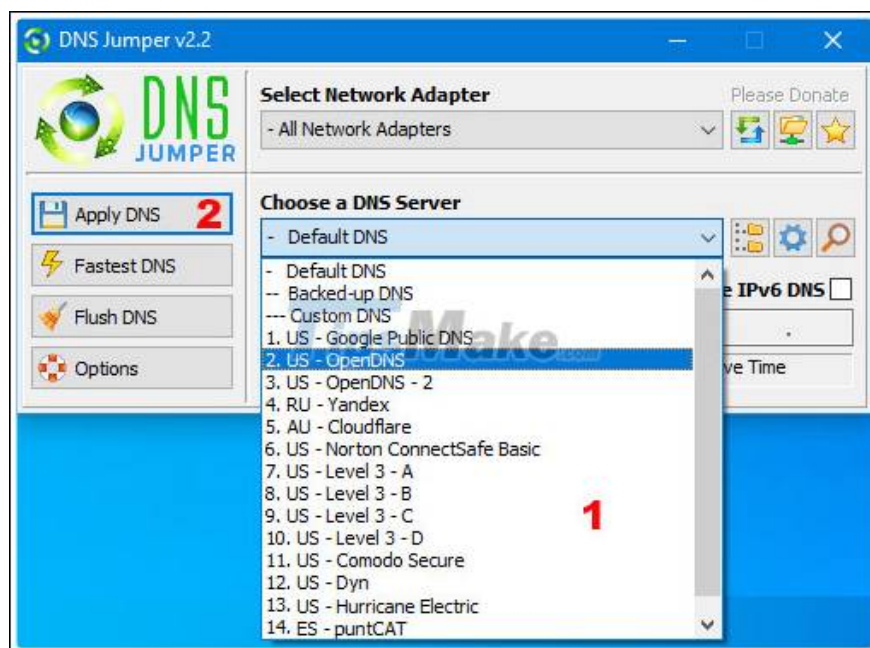 DNS Jumper v2.2
DNS
JUMPER
Select Network Adapter
Please Donate
- All Network Adapters
Choose a DNS Server
Apply DNS
2
- Default DNS
Fastest DNS
Flush DNS
Options
- Default DNS
-- Backed-up DNS
--- Custom DNS
1. US - Google Public DNS
2. US - OpenDNS
3. US - OpenDNS - 2
4. RU - Yandex
5. AU - Cloudflare
6. US - Norton ConnectSafe Basic
7. US - Level 3 - A
8. US - Level 3 - B
9. US - Level 3 - C
10. US - Level 3 - D
11. US - Comodo Secure
12. US - Dyn
13. US - Hurricane Electric
14. ES - puntCAT
1
IPv6 DNS
Time